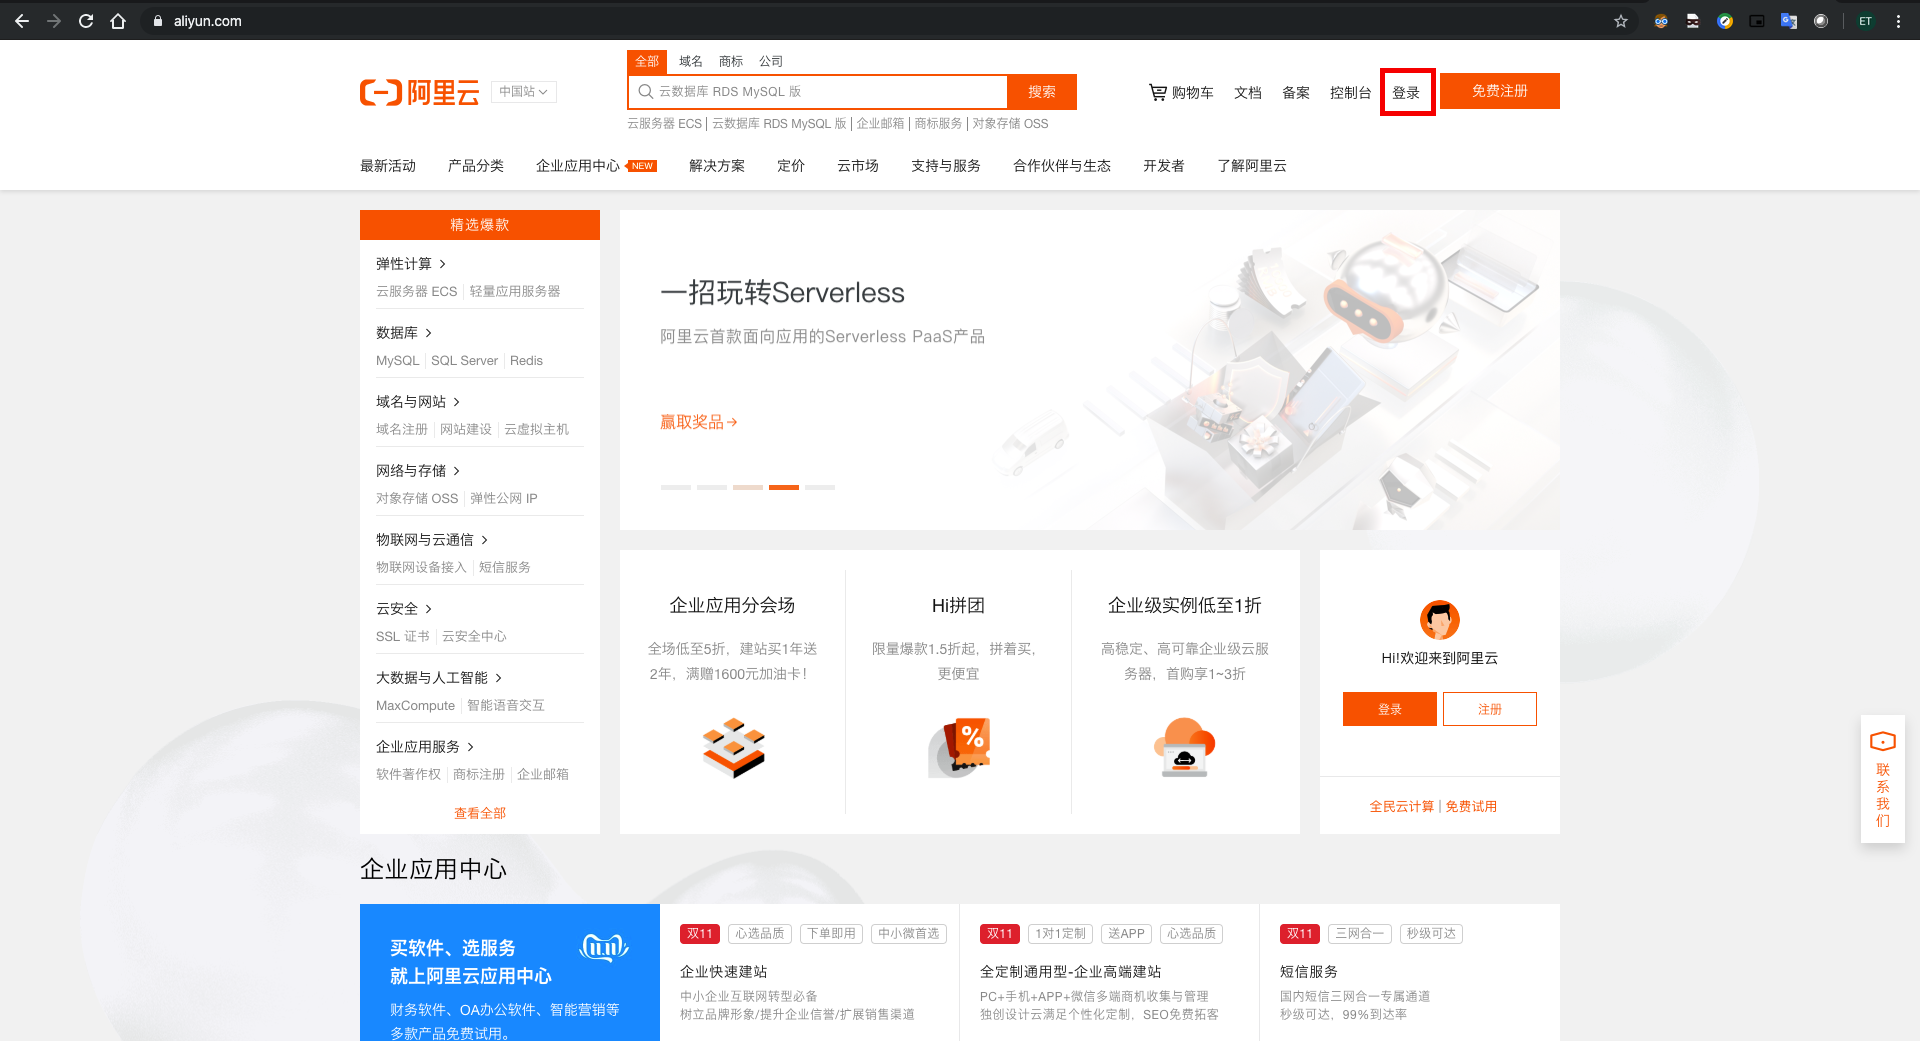 aliyun.com
ET
全部 域名 商标 公司
阿里云 中国站
云数据库 RDS MySQL 版 搜索
购物车 文档 备案 控制台 登录 免费注册
云服务器 ECS | 云数据库 RDS MySQL 版 | 企业邮箱 | 商标服务 | 对象存储 OSS
最新活动 产品分类 企业应用中心 NEW 解决方案 定价 云市场 支持与服务 合作伙伴与生态 开发者 了解阿里云
精选爆款
弹性计算
云服务器 ECS 轻量应用服务器
数据库
MySQL SQL Server Redis
域名与网站
域名注册 网站建设 云虚拟主机
网络与存储
对象存储 OSS 弹性公网 IP
物联网与云通信
物联网设备接入 短信服务
云安全
SSL 证书 云安全中心
大数据与人工智能
MaxCompute 智能语音交互
企业应用服务
软件著作权 商标注册 企业邮箱
查看全部
一招玩转Serverless
阿里云首款面向应用的Serverless PaaS产品
赢取奖品
企业应用分会场
全场低至5折，建站买1年送
2年，满赠1600元加油卡！
Hi拼团
限量爆款1.5折起，拼着买，
更便宜
%
企业级实例低至1折
高稳定、高可靠企业级云服
务器，首购享1~3折
Hi!欢迎来到阿里云
登录 注册
全民云计算 | 免费试用
联系我们
企业应用中心
买软件、选服务
就上阿里云应用中心
财务软件、OA办公软件、智能营销等
多款产品免费试用。
双11 心选品质 下单即用 中小微首选
企业快速建站
中小企业互联网转型必备
树立品牌形象/提升企业信誉/扩展销售渠道
双11 1对1定制 送APP 心选品质
全定制通用型-企业高端建站
PC+手机+APP+微信多端商机收集与管理
独创设计云满足个性化定制，SEO免费拓客
双11 三网合一 秒级可达
短信服务
国内短信三网合一专属通道
秒级可达，99%到达率